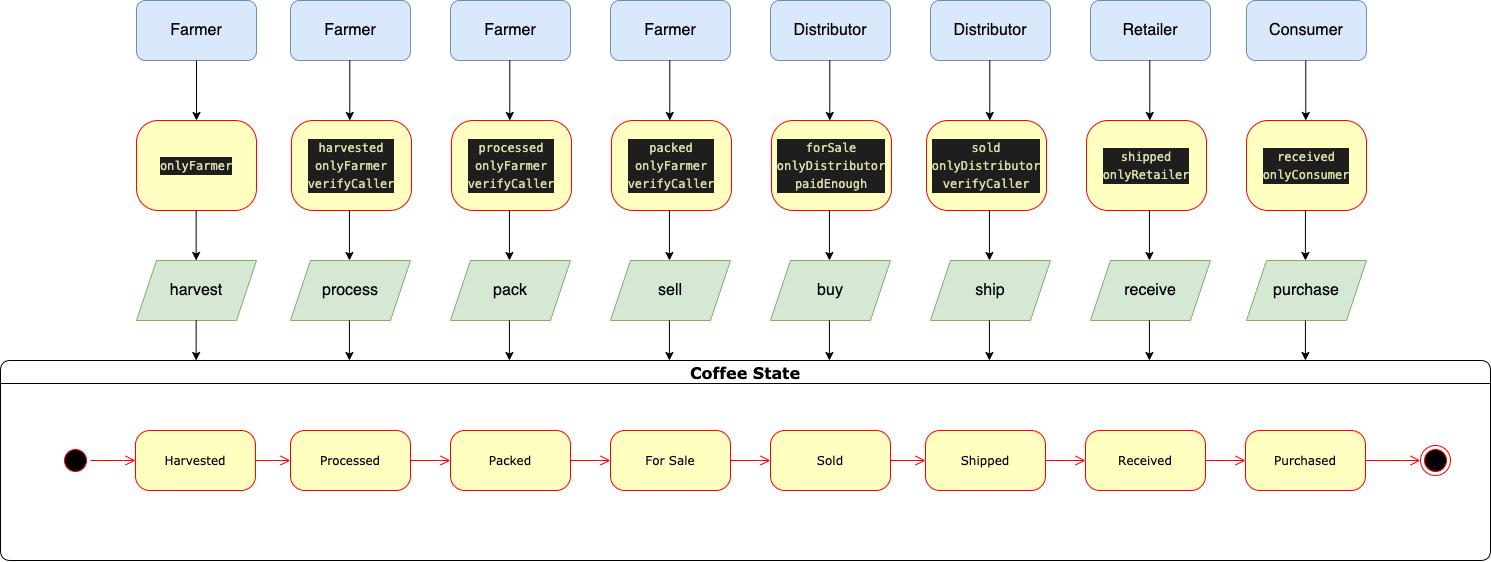 Farmer
Farmer
Farmer
Farmer
Distributor
Distributor
Retailer
Consumer
onlyFarmer
harvested
onlyFarmer
verifyCaller
processed
onlyFarmer
verifyCaller
packed
onlyFarmer
verifyCaller
forSale
onlyDistributor
paidEnough
sold
onlyDistributor
verifyCaller
shipped
onlyRetailer
received
onlyConsumer
harvest
process
pack
sell
buy
ship
receive
purchase
Coffee State
Harvested
Processed
Packed
For Sale
Sold
Shipped
Received
Purchased